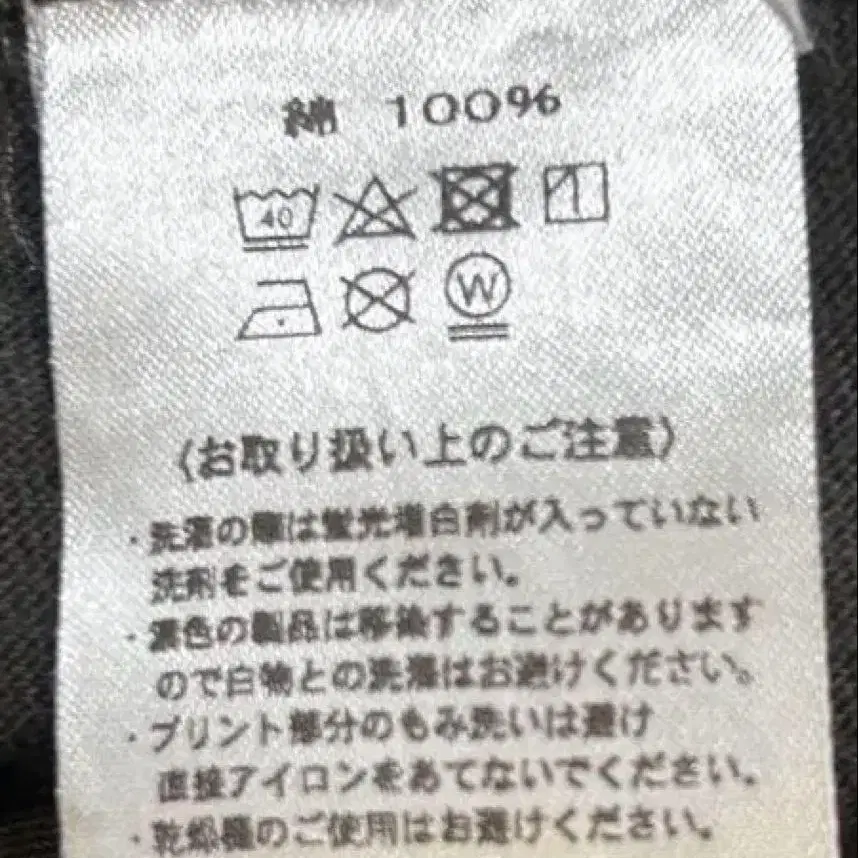 綿 100%
40
W
〈お取り扱い上のご注意〉
・洗濯の際は蛍光増白剤が入っていない
洗剤をご使用ください。
・濃色の製品は移染することがあります
ので白物との洗濯はお避けください。
・プリント部分のもみ洗いは避け
直接アイロンをあてないでください。
・乾燥機のご使用はお避けください。